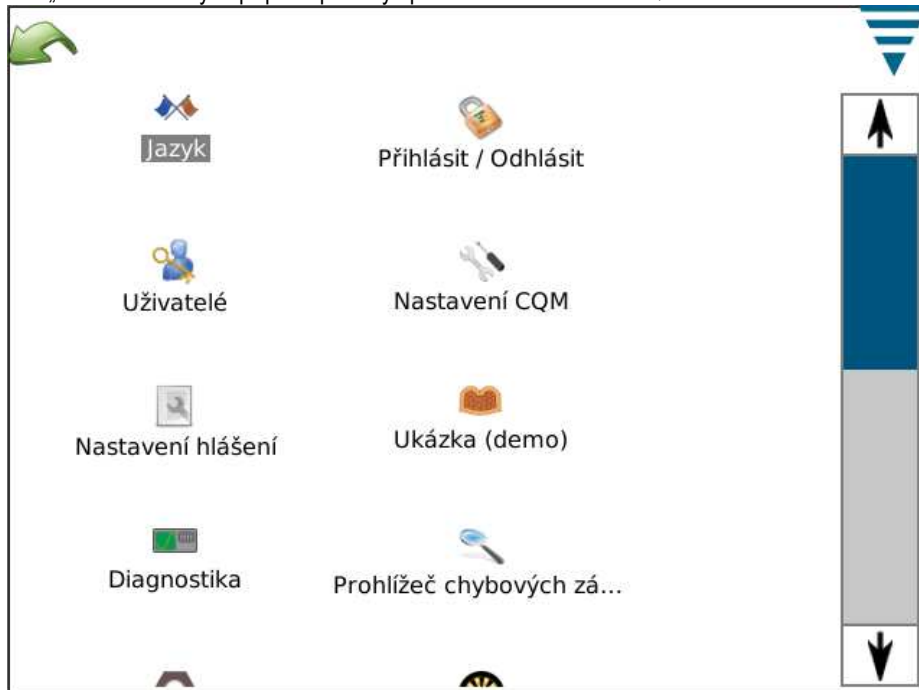 Jazyk
Přihlásit / Odhlásit
Uživatelé
Nastavení CQM
Nastavení hlášení
Ukázka (demo)
Diagnostika
Prohlížeč chybových zá...